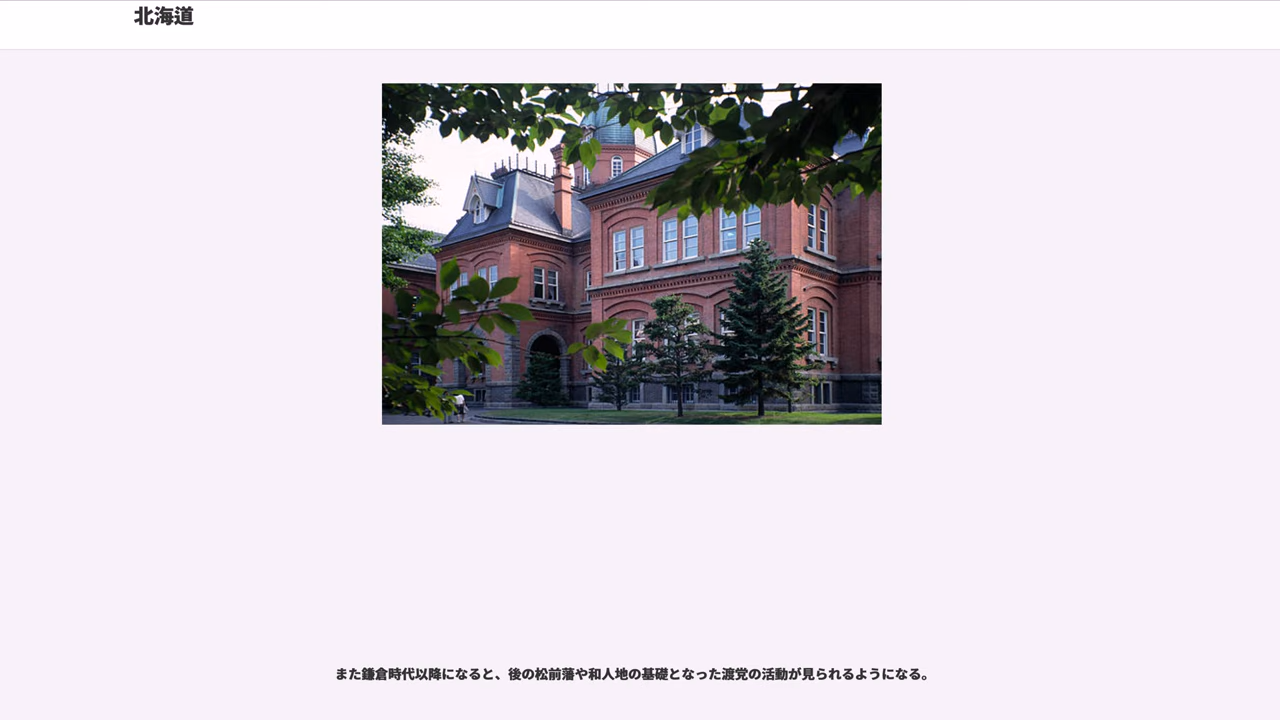 北海道
また鎌倉時代以降になると、後の松前藩や和人地の基礎となった渡党の活動が見られるようになる。